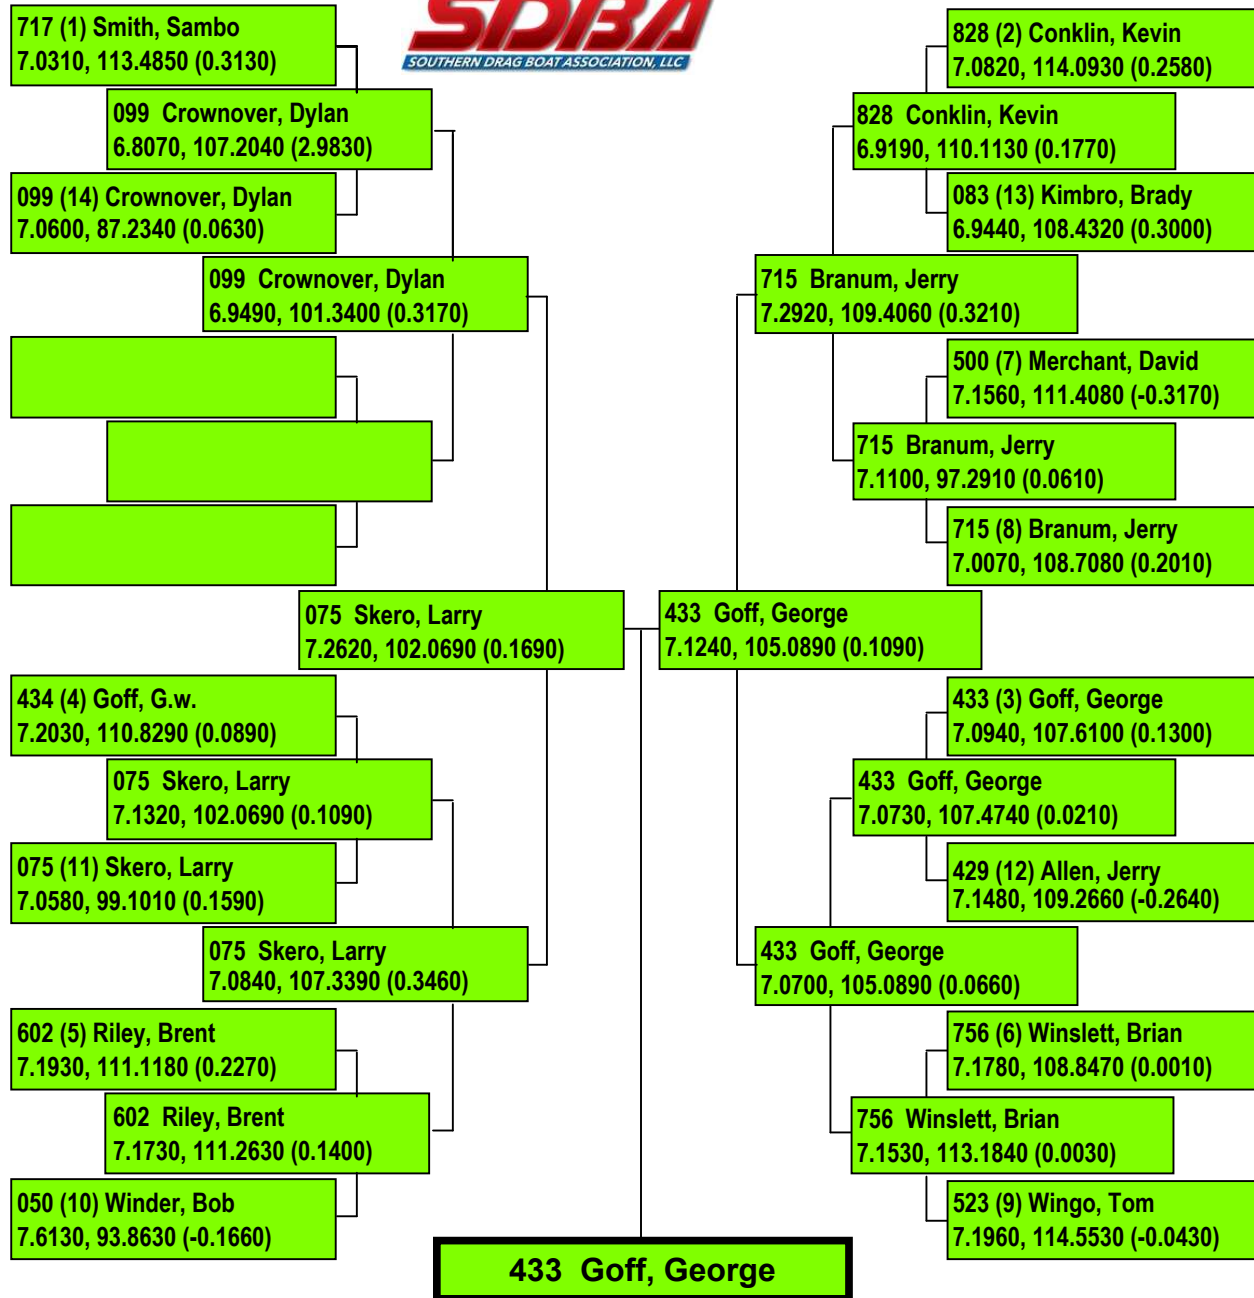 SDBA
SOUTHERN DRAG BOAT ASSOCIATION, LLC
717 (1) Smith, Sambo
7.0310, 113.4850 (0.3130)
099 Crownover, Dylan
6.8070, 107.2040 (2.9830)
099 (14) Crownover, Dylan
7.0600, 87.2340 (0.0630)
099 Crownover, Dylan
6.9490, 101.3400 (0.3170)
075 Skero, Larry
7.2620, 102.0690 (0.1690)
434 (4) Goff, G.w.
7.2030, 110.8290 (0.0890)
075 Skero, Larry
7.1320, 102.0690 (0.1090)
075 (11) Skero, Larry
7.0580, 99.1010 (0.1590)
075 Skero, Larry
7.0840, 107.3390 (0.3460)
602 (5) Riley, Brent
7.1930, 111.1180 (0.2270)
602 Riley, Brent
7.1730, 111.2630 (0.1400)
050 (10) Winder, Bob
7.6130, 93.8630 (-0.1660)
828 (2) Conklin, Kevin
7.0820, 114.0930 (0.2580)
828 Conklin, Kevin
6.9190, 110.1130 (0.1770)
083 (13) Kimbro, Brady
6.9440, 108.4320 (0.3000)
715 Branum, Jerry
7.2920, 109.4060 (0.3210)
500 (7) Merchant, David
7.1560, 111.4080 (-0.3170)
715 Branum, Jerry
7.1100, 97.2910 (0.0610)
715 (8) Branum, Jerry
7.0070, 108.7080 (0.2010)
433 Goff, George
7.1240, 105.0890 (0.1090)
433 (3) Goff, George
7.0940, 107.6100 (0.1300)
433 Goff, George
7.0730, 107.4740 (0.0210)
429 (12) Allen, Jerry
7.1480, 109.2660 (-0.2640)
433 Goff, George
7.0700, 105.0890 (0.0660)
756 (6) Winslett, Brian
7.1780, 108.8470 (0.0010)
756 Winslett, Brian
7.1530, 113.1840 (0.0030)
523 (9) Wingo, Tom
7.1960, 114.5530 (-0.0430)
433 Goff, George